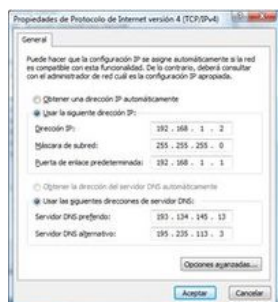 Propiedades de Protocolo de Internet versión 4 (TCP/IPv4)
General
Puede hacer que la configuración IP se asigne automáticamente si la red
es compatible con esta funcionalidad. De lo contrario, deberá consultar
con el administrador de red cuál es la configuración IP apropiada.
Obtener una dirección IP automáticamente
Usar la siguiente dirección IP:
Dirección IP: 192 . 168 . 1 . 2
Máscara de subred: 255 . 255 . 255 . 0
Puerta de enlace predeterminada: 192 . 168 . 1 . 1
Obtener la dirección del servidor DNS automáticamente
Usar las siguientes direcciones de servidor DNS:
Servidor DNS preferido: 193 . 134 . 145 . 13
Servidor DNS alternativo: 195 . 235 . 113 . 3
Opciones avanzadas...
Aceptar Cancelar